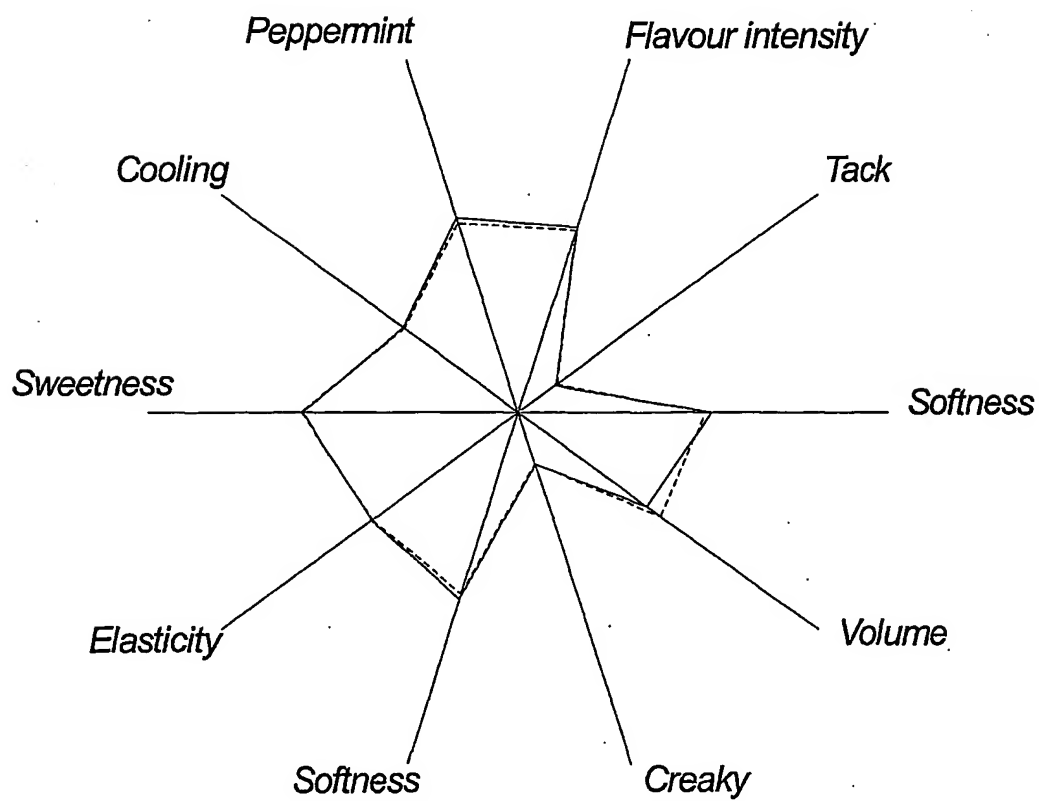 Peppermint
Flavour intensity
Cooling
Tack
Sweetness
Softness
Elasticity
Volume
Softness
Creaky